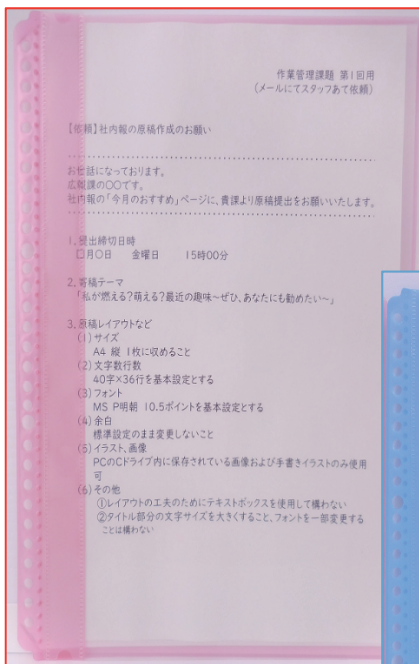 作業管理課題 第1回用
(メールにてスタッフあて依頼)
【依頼】社内報の原稿作成のお願い
お世話になっております。
広報課の〇〇です。
社内報の「今月のおすすめ」ページに、貴課より原稿提出をお願いいたします。
1.提出締切日時
□月〇日 金曜日 15時00分
2.寄稿テーマ
「私が燃える?萌える?最近の趣味～ぜひ、あなたにも勧めたい～」
3.原稿レイアウトなど
(1)サイズ
A4 縦 1枚に収めること
(2)文字数行数
40字×36行を基本設定とする
(3)フォント
MS P明朝 10.5ポイントを基本設定とする
(4)余白
標準設定のまま変更しないこと
(5)イラスト、画像
PCのCドライブ内に保存されている画像および手書きイラストのみ使用
可
(6)その他
①レイアウトの工夫のためにテキストボックスを使用して構わない
②タイトル部分の文字サイズを大きくすること、フォントを一部変更する
ことは構わない